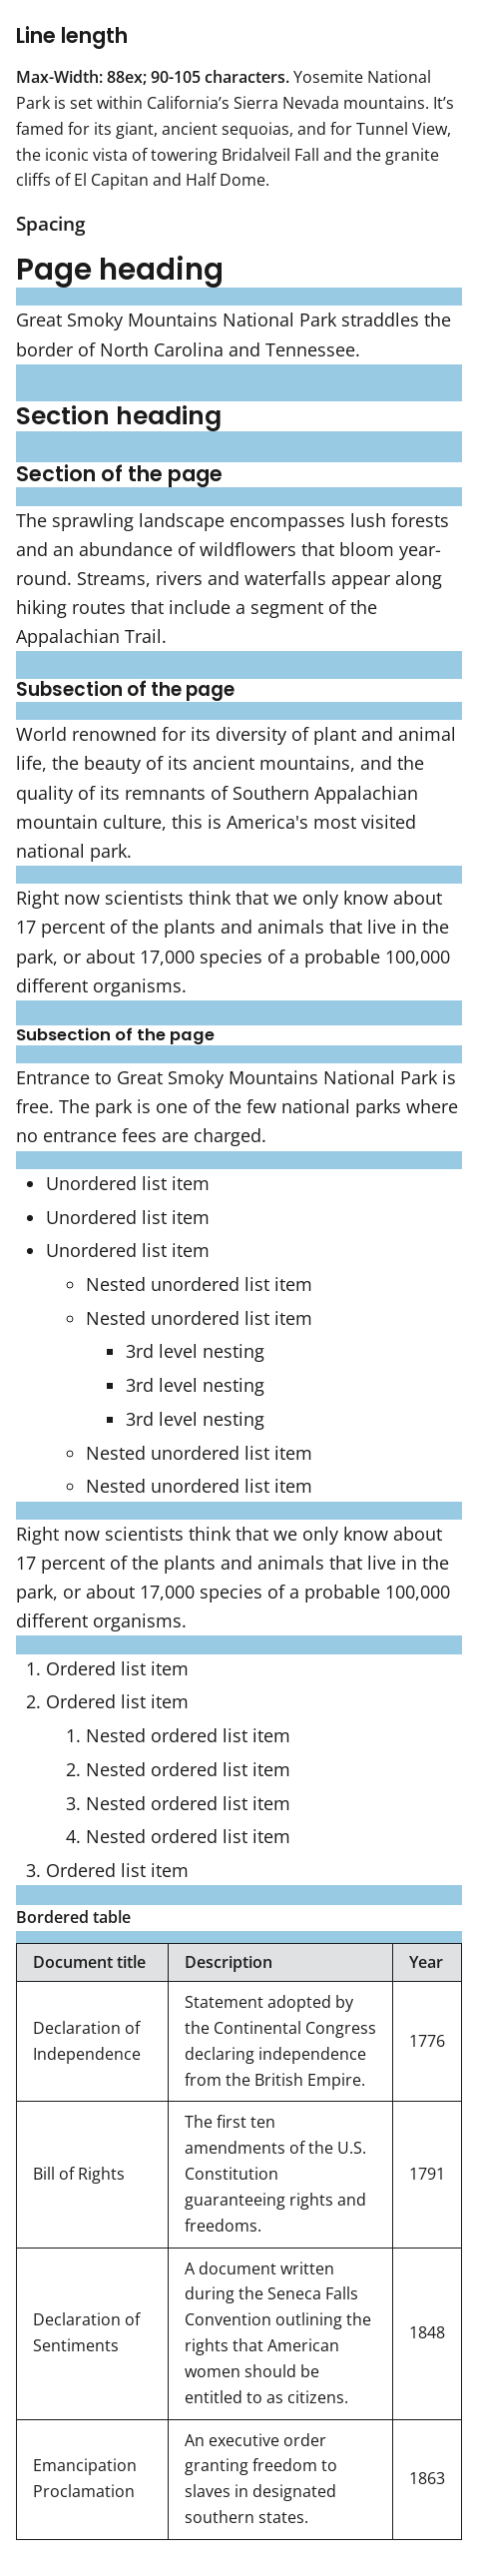 Line length
Max-Width: 88ex; 90-105 characters. Yosemite National
Park is set within California’s Sierra Nevada mountains. It’s
famed for its giant, ancient sequoias, and for Tunnel View,
the iconic vista of towering Bridalveil Fall and the granite
cliffs of El Capitan and Half Dome.
Spacing
Page heading
Great Smoky Mountains National Park straddles the
border of North Carolina and Tennessee.
Section heading
Section of the page
The sprawling landscape encompasses lush forests
and an abundance of wildflowers that bloom year-
round. Streams, rivers and waterfalls appear along
hiking routes that include a segment of the
Appalachian Trail.
Subsection of the page
World renowned for its diversity of plant and animal
life, the beauty of its ancient mountains, and the
quality of its remnants of Southern Appalachian
mountain culture, this is America's most visited
national park.
Right now scientists think that we only know about
17 percent of the plants and animals that live in the
park, or about 17,000 species of a probable 100,000
different organisms.
Subsection of the page
Entrance to Great Smoky Mountains National Park is
free. The park is one of the few national parks where
no entrance fees are charged.
• Unordered list item
• Unordered list item
• Unordered list item
◦ Nested unordered list item
◦ Nested unordered list item
▪ 3rd level nesting
▪ 3rd level nesting
▪ 3rd level nesting
◦ Nested unordered list item
◦ Nested unordered list item
Right now scientists think that we only know about
17 percent of the plants and animals that live in the
park, or about 17,000 species of a probable 100,000
different organisms.
1. Ordered list item
2. Ordered list item
1. Nested ordered list item
2. Nested ordered list item
3. Nested ordered list item
4. Nested ordered list item
3. Ordered list item
Bordered table
Document title Description Year
Declaration of
Independence
Statement adopted by
the Continental Congress
declaring independence
from the British Empire.
1776
Bill of Rights
The first ten
amendments of the U.S.
Constitution
guaranteeing rights and
freedoms.
1791
Declaration of
Sentiments
A document written
during the Seneca Falls
Convention outlining the
rights that American
women should be
entitled to as citizens.
1848
Emancipation
Proclamation
An executive order
granting freedom to
slaves in designated
southern states.
1863